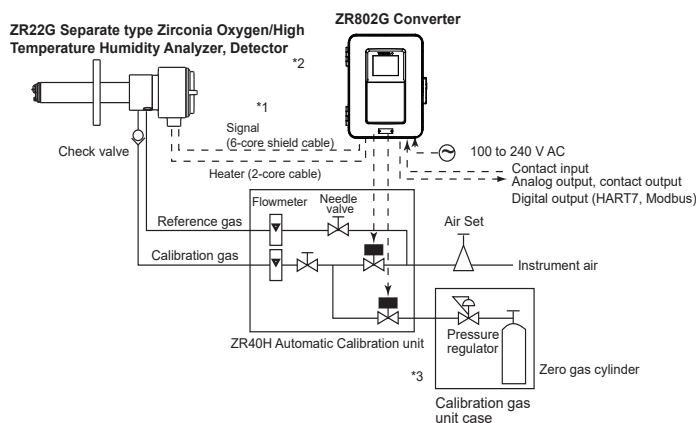 ZR22G Separate type Zirconia Oxygen/High
Temperature Humidity Analyzer, Detector
*2
ZR802G Converter
*1
Signal
(6-core shield cable)
Check valve
Heater (2-core cable)
100 to 240 V AC
Contact input
Analog output, contact output
Digital output (HART7, Modbus)
Flowmeter
Needle
valve
Reference gas
Air Set
Calibration gas
Instrument air
ZR40H Automatic Calibration unit
Pressure
regulator
*3
Zero gas cylinder
Calibration gas
unit case